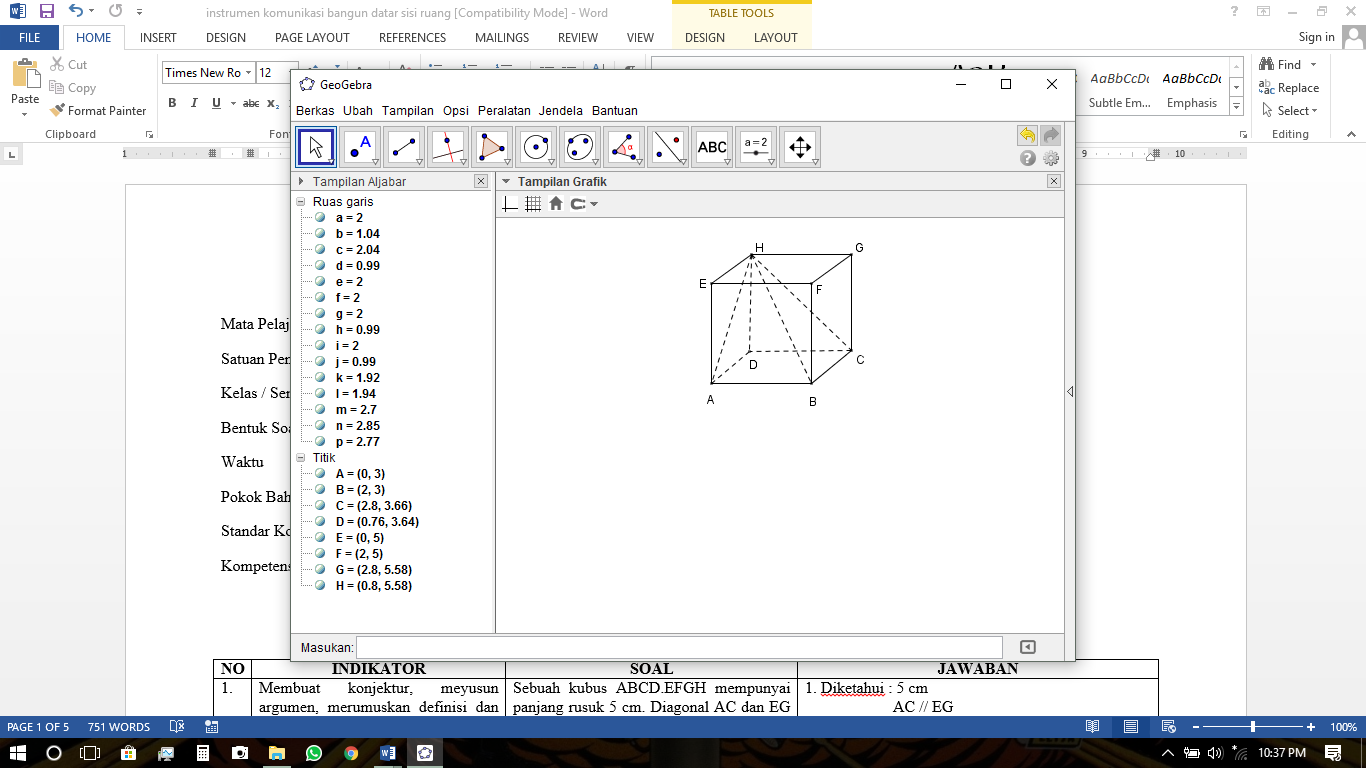 instrumen komunikasi bangun datar sisi ruang [Compatibility Mode] - Word
TABLE TOOLS
FILE HOME INSERT DESIGN PAGE LAYOUT REFERENCES MAILINGS REVIEW VIEW DESIGN LAYOUT Sign in
Paste
Cut
Copy
Format Painter
Clipboard
Times New Ro 12
B I U abc x₂
AaBbCcDc AaBbCcDc
Subtle Em... Emphasis
Find
Replace
Select
Editing
GeoGebra
Berkas Ubah Tampilan Opsi Peralatan Jendela Bantuan
A α ABC a = 2
Tampilan Aljabar
Tampilan Grafik
Ruas garis
a = 2
b = 1.04
c = 2.04
d = 0.99
e = 2
f = 2
g = 2
h = 0.99
i = 2
j = 0.99
k = 1.92
l = 1.94
m = 2.7
n = 2.85
p = 2.77
Titik
A = (0, 3)
B = (2, 3)
C = (2.8, 3.66)
D = (0.76, 3.64)
E = (0, 5)
F = (2, 5)
G = (2.8, 5.58)
H = (0.8, 5.58)
H G
E F
D C
A B
Masukan:
1 9 10
Mata Pelaj
Satuan Pen
Kelas / Sem
Bentuk Soa
Waktu
Pokok Bah
Standar Ko
Kompetens
NO INDIKATOR SOAL JAWABAN
1. Membuat konjektur, meyusun Sebuah kubus ABCD.EFGH mempunyai 1. Diketahui : 5 cm
argumen, merumuskan definisi dan panjang rusuk 5 cm. Diagonal AC dan EG AC // EG
PAGE 1 OF 5 751 WORDS 100%
10:37 PM